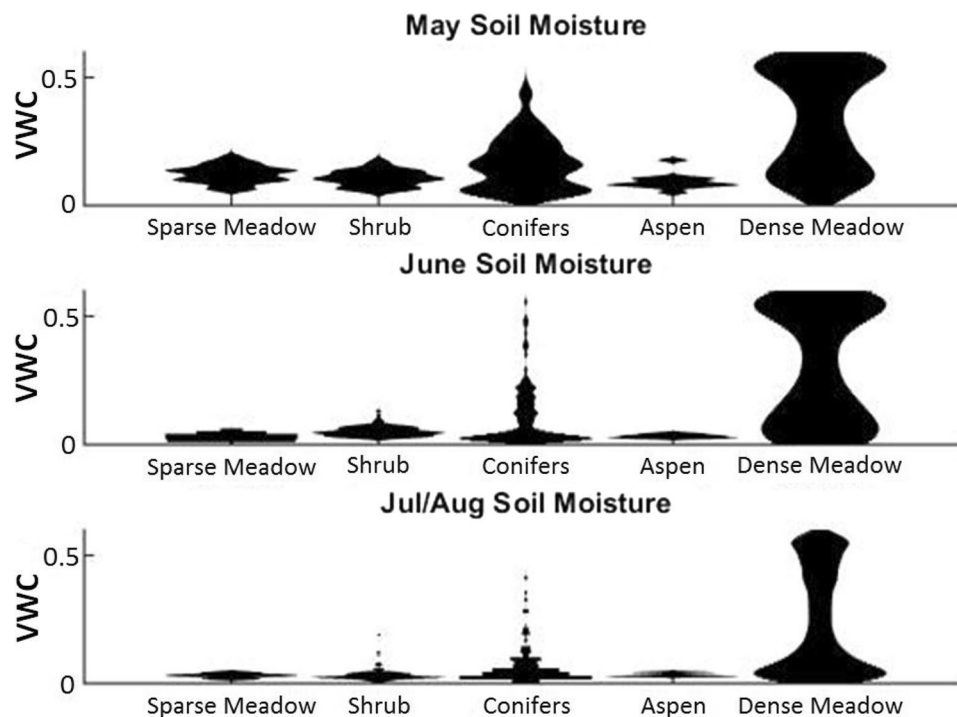 May Soil Moisture
0.5
VWC
0
Sparse Meadow Shrub Conifers Aspen Dense Meadow
June Soil Moisture
0.5
VWC
0
Sparse Meadow Shrub Conifers Aspen Dense Meadow
Jul/Aug Soil Moisture
0.5
VWC
0
Sparse Meadow Shrub Conifers Aspen Dense Meadow